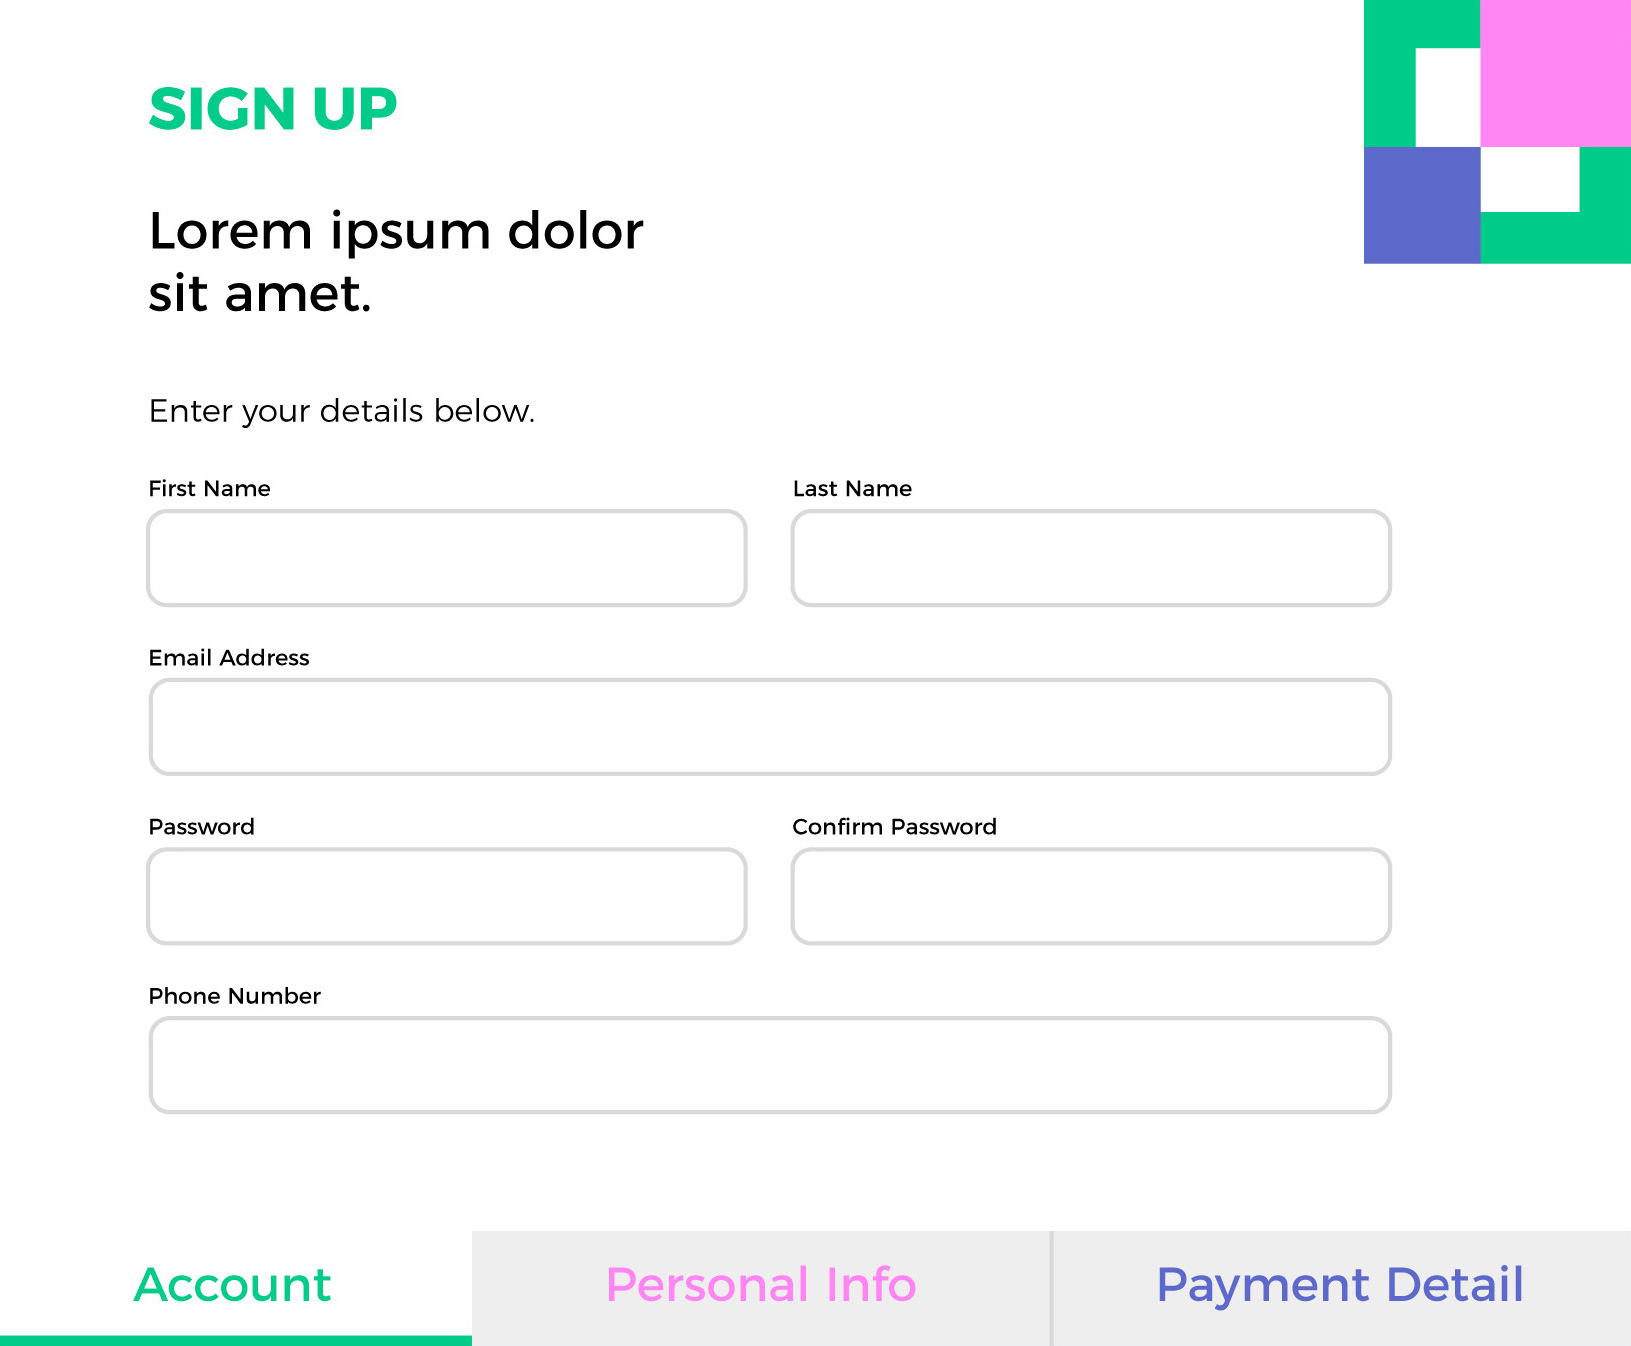 SIGN UP
Lorem ipsum dolor
sit amet.
Enter your details below.
First Name
Last Name
Email Address
Password
Confirm Password
Phone Number
Account
Personal Info
Payment Detail